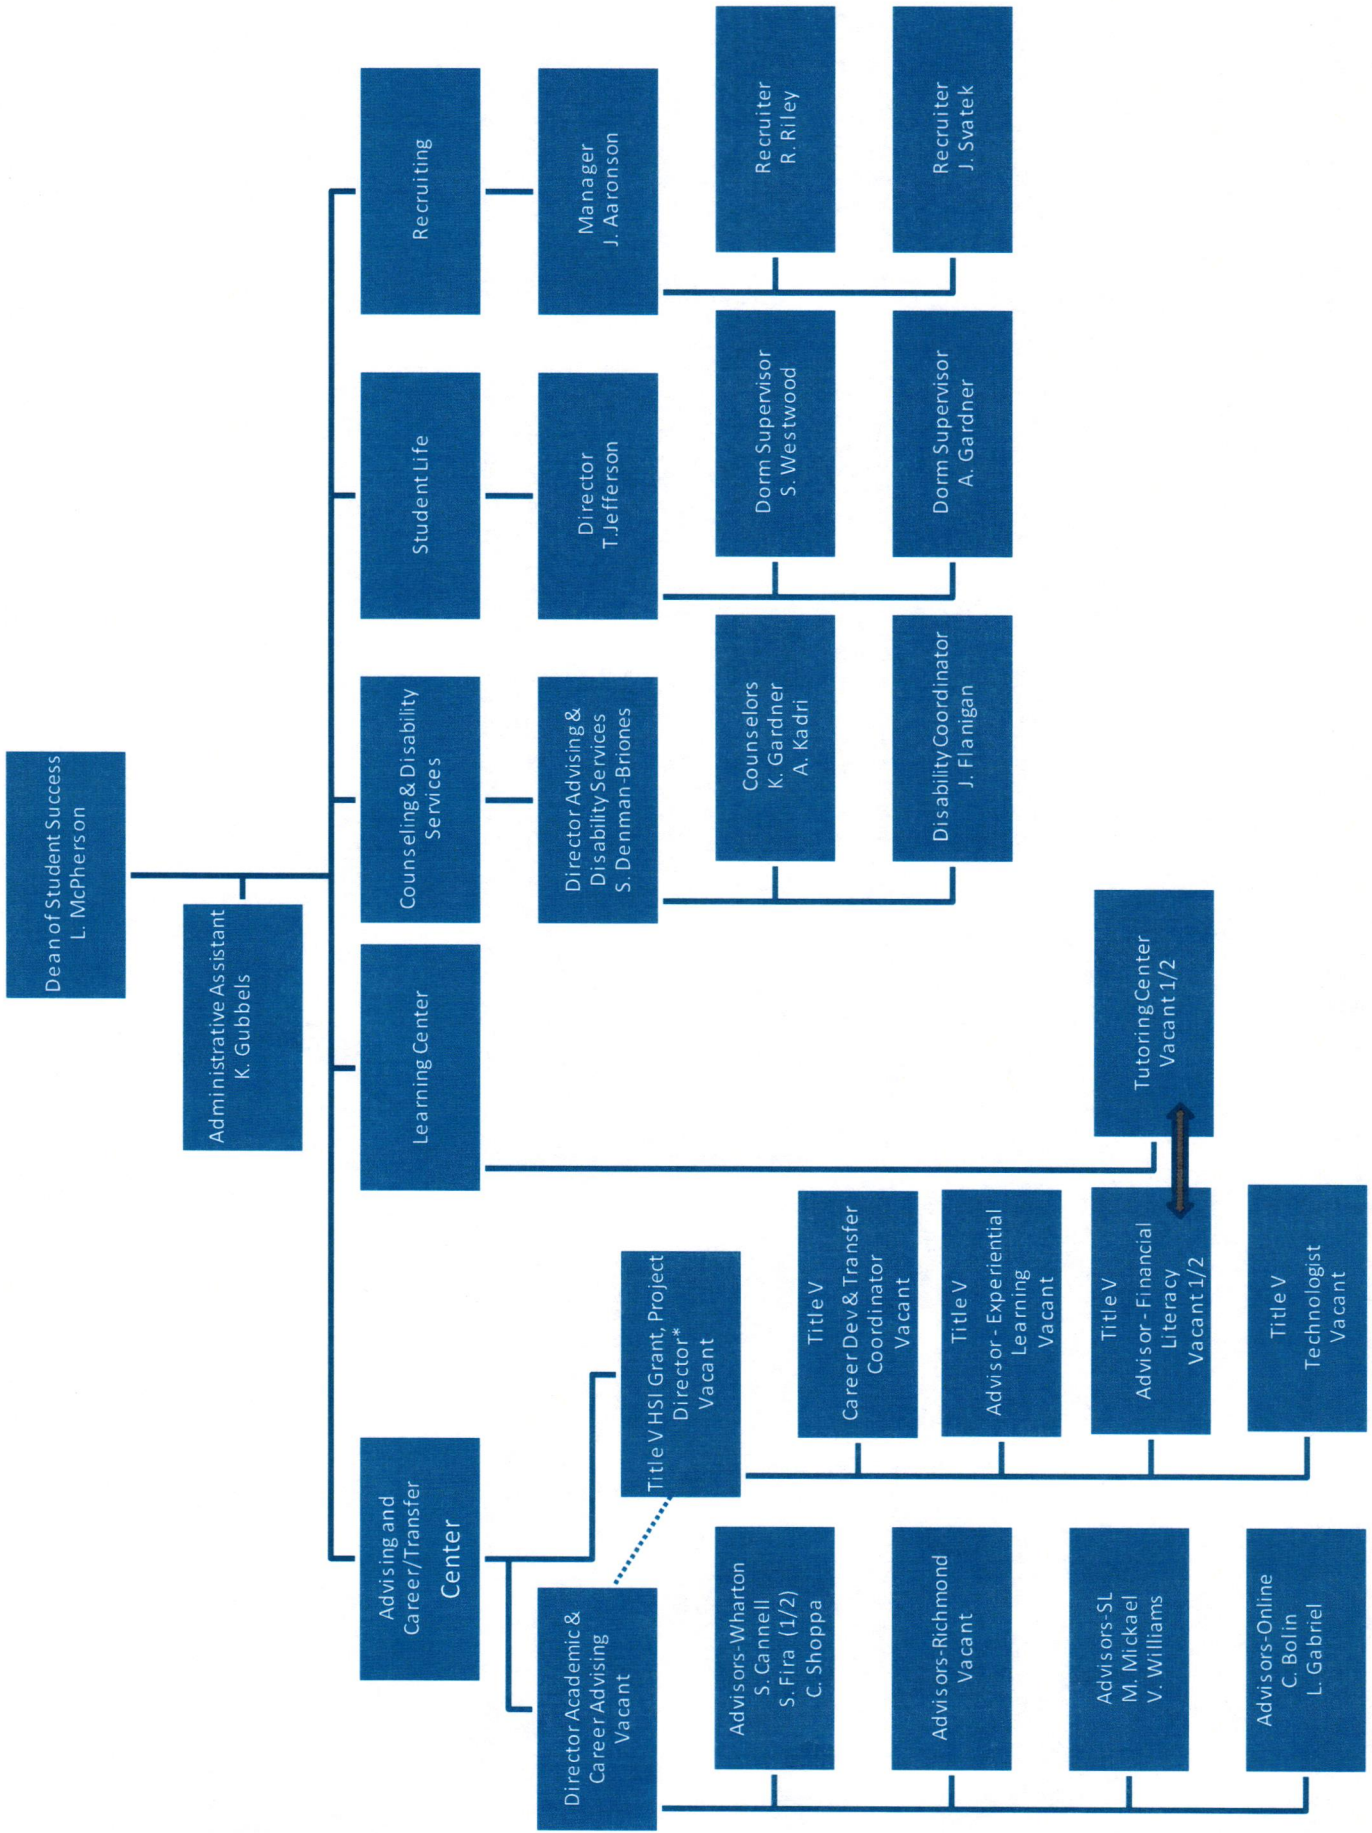 Dean of Student Success
L. McPherson
Administrative Assistant
K. Gubbels
Advising and
Career/Transfer
Center
Learning Center
Counseling & Disability
Services
Student Life
Recruiting
Director Academic &
Career Advising
Vacant
Title V HSI Grant, Project
Director*
Vacant
Director Advising &
Disability Services
S. Denman-Briones
Director
T.Jefferson
Manager
J. Aaronson
Advisors-Wharton
S. Cannell
S. Fira (1/2)
C. Shoppa
Advisors-Richmond
Vacant
Advisors-SL
M. Mickael
V. Williams
Advisors-Online
C. Bolin
L. Gabriel
Title V
Career Dev & Transfer
Coordinator
Vacant
Title V
Advisor - Experiential
Learning
Vacant
Title V
Advisor - Financial
Literacy
Vacant 1/2
Title V
Technologist
Vacant
Tutoring Center
Vacant 1/2
Counselors
K. Gardner
A. Kadri
Disability Coordinator
J. Flanigan
Dorm Supervisor
S. Westwood
Dorm Supervisor
A. Gardner
Recruiter
R. Riley
Recruiter
J. Svatek